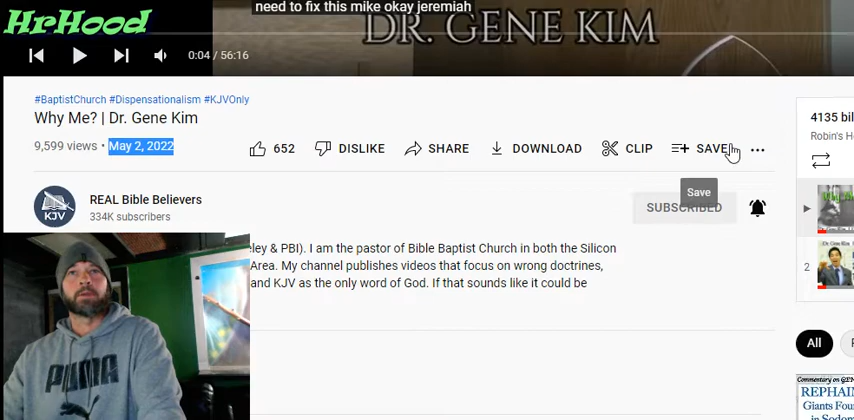 HrHood
need to fix this mike okay jeremiah
DR. GENE KIM
0:04 / 56:16
#BaptistChurch #Dispensationalism #KJVOnly
Why Me? | Dr. Gene Kim
9,599 views • May 2, 2022
652 DISLIKE SHARE DOWNLOAD CLIP SAVE
Save
KJV
REAL Bible Believers
334K subscribers
SUBSCRIBED
ley & PBI). I am the pastor of Bible Baptist Church in both the Silicon
Area. My channel publishes videos that focus on wrong doctrines,
and KJV as the only word of God. If that sounds like it could be
PUMA
4135 bil
Robin's H
2
All
Commentary on GEN
REPHAIM
Giants Fou
in Sodom